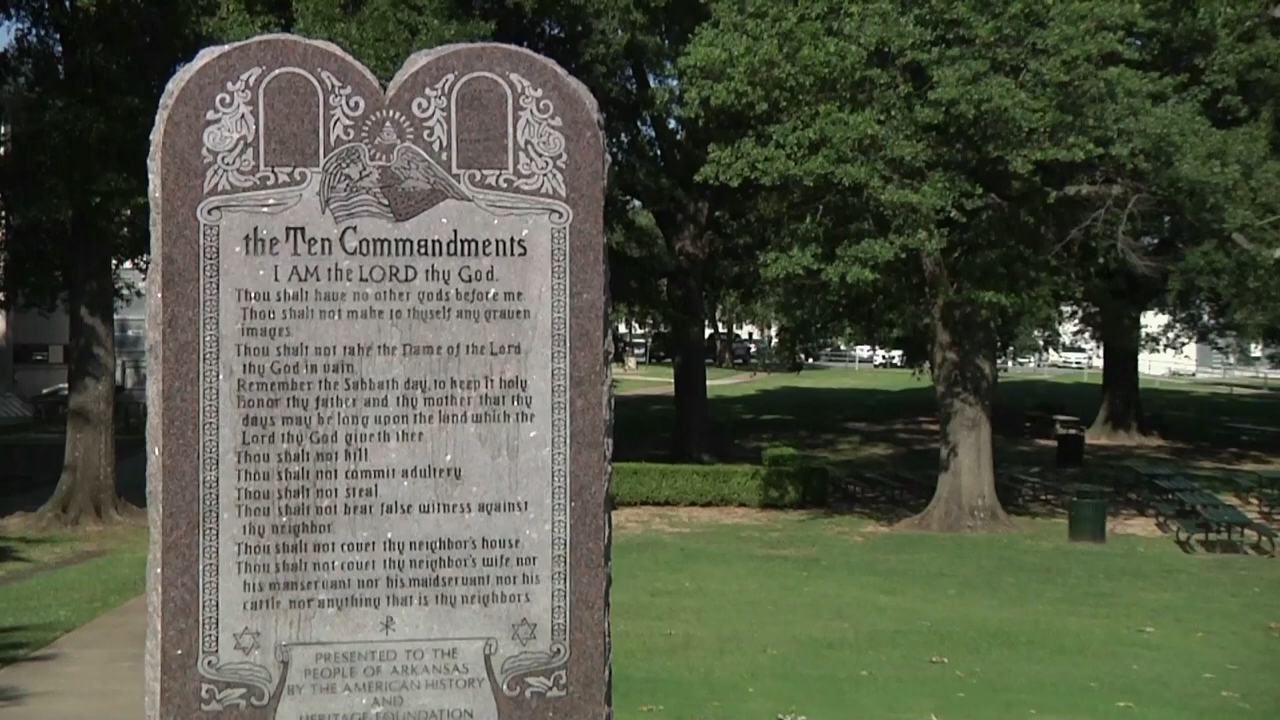 the Ten Commandments
I AM the LORD thy God.
Thou shalt have no other gods before me.
Thou shalt not make to thyself any graven
images.
Thou shalt not take the Name of the Lord
thy God in vain.
Remember the Sabbath day, to keep it holy.
Honor thy father and thy mother that thy
days may be long upon the land which the
Lord thy God giveth thee.
Thou shalt not kill.
Thou shalt not commit adultery.
Thou shalt not steal.
Thou shalt not bear false witness against
thy neighbor.
Thou shalt not covet thy neighbor's house.
Thou shalt not covet thy neighbor's wife nor
his manservant nor his maidservant nor his
cattle nor anything that is thy neighbors.
PRESENTED TO THE
PEOPLE OF ARKANSAS
BY THE AMERICAN HISTORY
AND
HERITAGE FOUNDATION